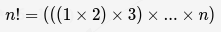 n! = (((1 × 2) × 3) × ... × n)